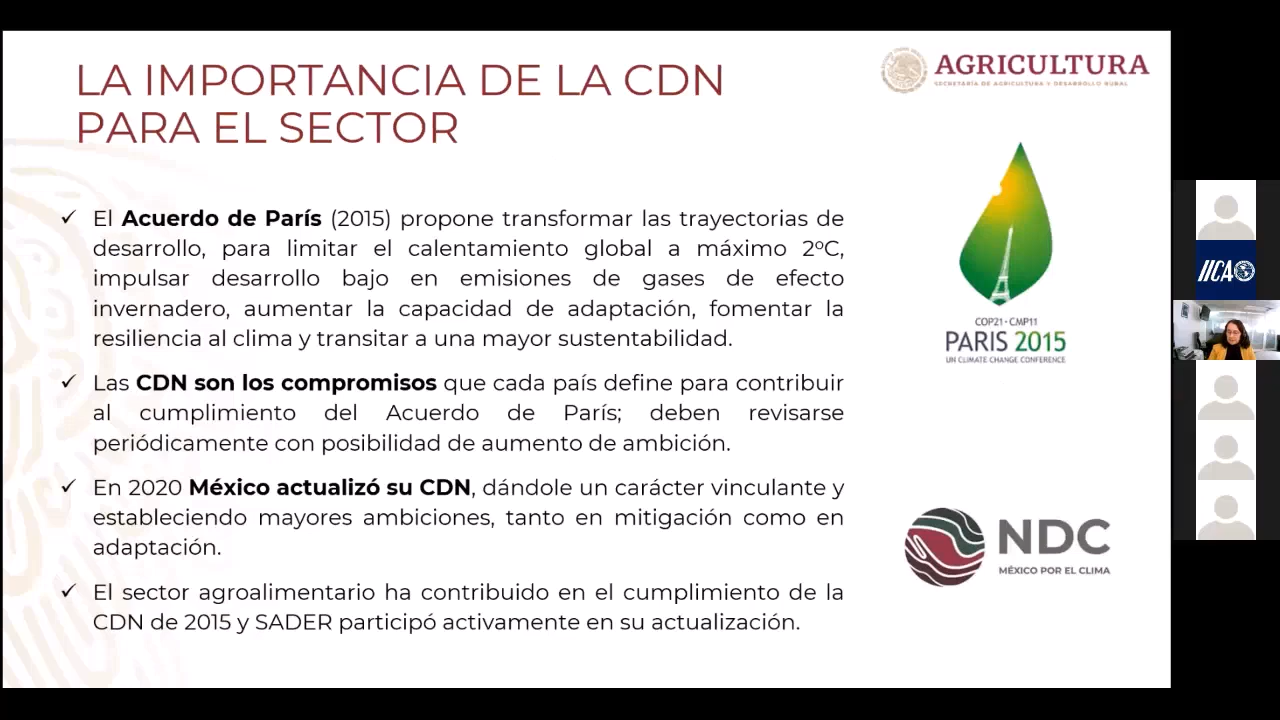 LA IMPORTANCIA DE LA CDN
PARA EL SECTOR
AGRICULTURA
SECRETARÍA DE AGRICULTURA Y DESARROLLO RURAL
✓ El Acuerdo de París (2015) propone transformar las trayectorias de
desarrollo, para limitar el calentamiento global a máximo 2ºC,
impulsar desarrollo bajo en emisiones de gases de efecto
invernadero, aumentar la capacidad de adaptación, fomentar la
resiliencia al clima y transitar a una mayor sustentabilidad.
✓ Las CDN son los compromisos que cada país define para contribuir
al cumplimiento del Acuerdo de París; deben revisarse
periódicamente con posibilidad de aumento de ambición.
✓ En 2020 México actualizó su CDN, dándole un carácter vinculante y
estableciendo mayores ambiciones, tanto en mitigación como en
adaptación.
✓ El sector agroalimentario ha contribuido en el cumplimiento de la
CDN de 2015 y SADER participó activamente en su actualización.
COP21·CMP11
PARIS 2015
UN CLIMATE CHANGE CONFERENCE
NDC
MÉXICO POR EL CLIMA
IICA